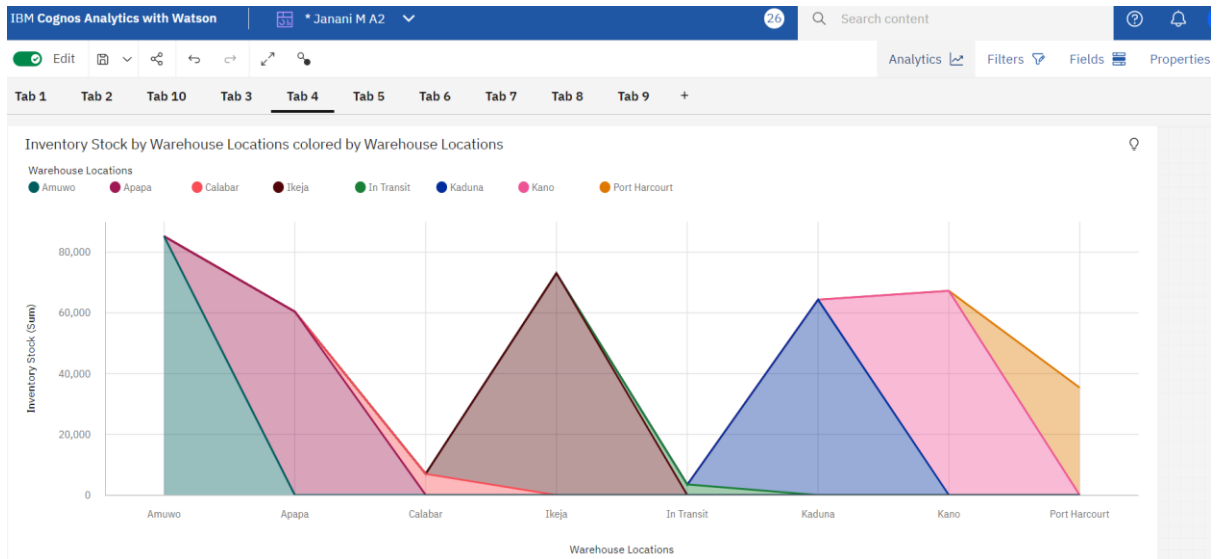 IBM Cognos Analytics with Watson * Janani M A2 26 Search content
Edit Analytics Filters Fields Properties
Tab 1 Tab 2 Tab 10 Tab 3 Tab 4 Tab 5 Tab 6 Tab 7 Tab 8 Tab 9 +
Inventory Stock by Warehouse Locations colored by Warehouse Locations
Warehouse Locations
Amuwo Apapa Calabar Ikeja In Transit Kaduna Kano Port Harcourt
80,000
60,000
40,000
20,000
0
Inventory Stock (Sum)
Amuwo Apapa Calabar Ikeja In Transit Kaduna Kano Port Harcourt
Warehouse Locations